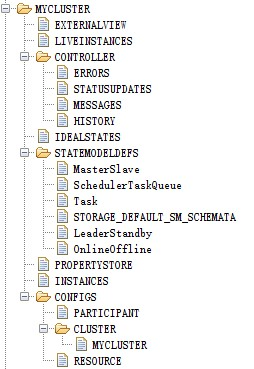 MYCLUSTER
EXTERNALVIEW
LIVEINSTANCES
CONTROLLER
ERRORS
STATUSUPDATES
MESSAGES
HISTORY
IDEALSTATES
STATEMODELDEFS
MasterSlave
SchedulerTaskQueue
Task
STORAGE_DEFAULT_SM_SCHEMATA
LeaderStandby
OnlineOffline
PROPERTYSTORE
INSTANCES
CONFIGS
PARTICIPANT
CLUSTER
MYCLUSTER
RESOURCE